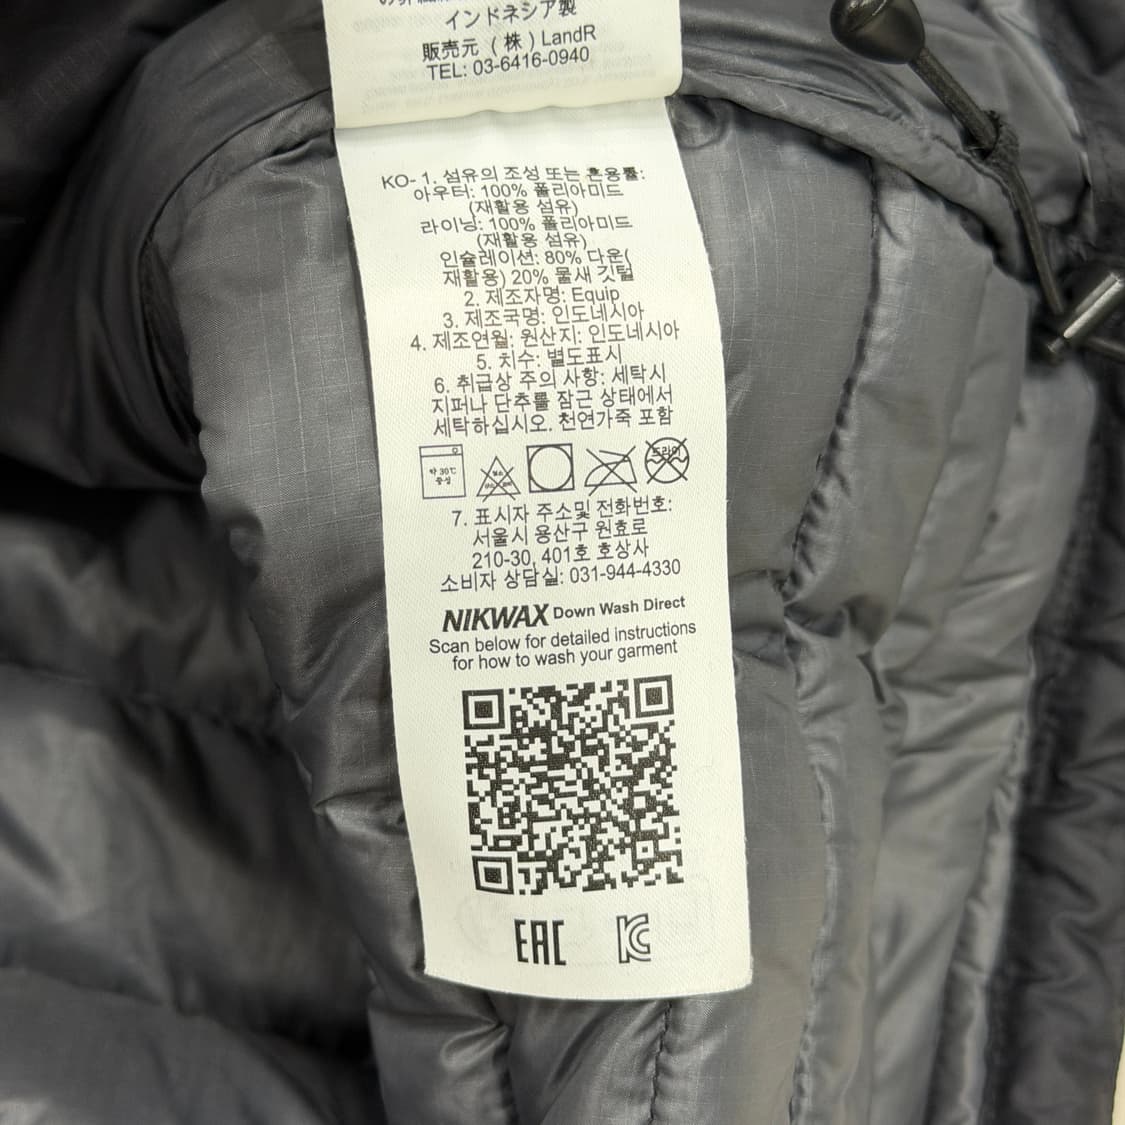 インドネシア製
販売元 (株) LandR
TEL: 03-6416-0940
KO- 1. 섬유의 조성 또는 혼용률:
아우터: 100% 폴리아미드
(재활용 섬유)
라이닝: 100% 폴리아미드
(재활용 섬유)
인슐레이션: 80% 다운(
재활용) 20% 물새 깃털
2. 제조자명: Equip
3. 제조국명: 인도네시아
4. 제조연월: 원산지: 인도네시아
5. 치수: 별도표시
6. 취급상 주의 사항: 세탁시
지퍼나 단추를 잠근 상태에서
세탁하십시오. 천연가죽 포함
약 30℃
중성
드라이
7. 표시자 주소및 전화번호:
서울시 용산구 원효로
210-30, 401호 호상사
소비자 상담실: 031-944-4330
NIKWAX Down Wash Direct
Scan below for detailed instructions
for how to wash your garment
EAC KC